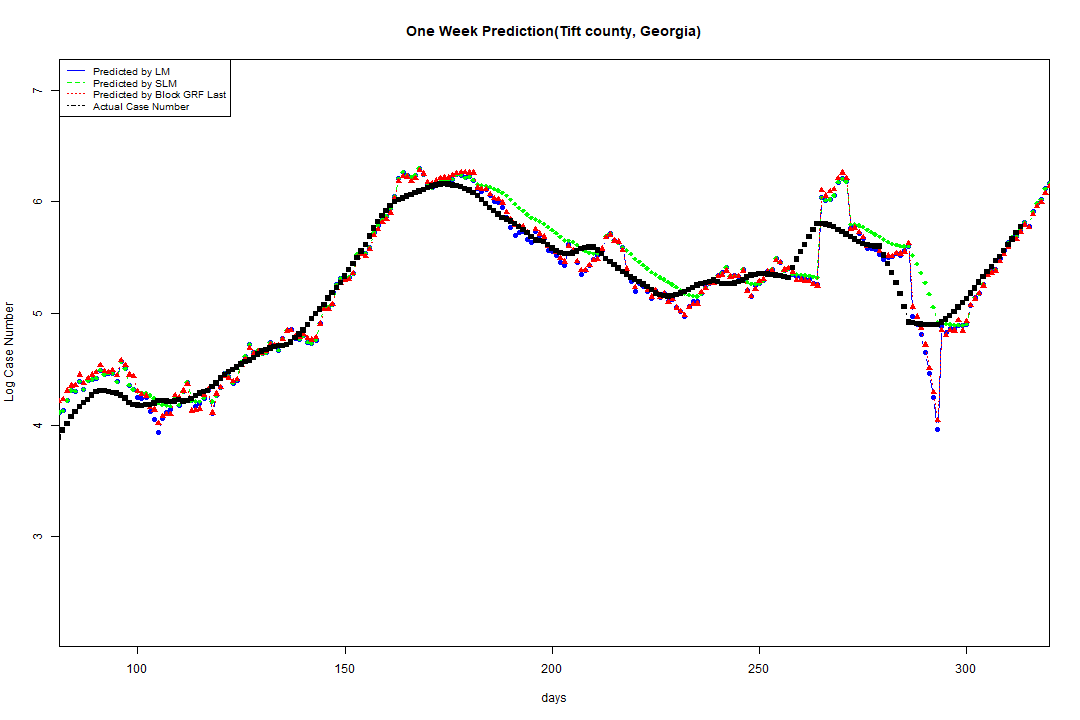 One Week Prediction(Tift county, Georgia)
Predicted by LM
Predicted by SLM
Predicted by Block GRF Last
Actual Case Number
7
6
5
4
3
Log Case Number
100 150 200 250 300
days